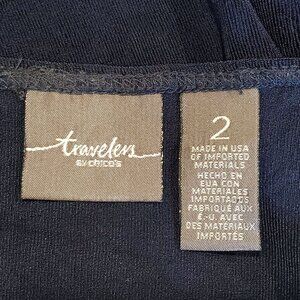 travelers
BY CHICO'S
2
MADE IN USA
OF IMPORTED
MATERIALS
HECHO EN
EUA CON
MATERIALES
IMPORTADOS
FABRIQUÉ AUX
É.-U. AVEC
DES MATÉRIAUX
IMPORTÉS